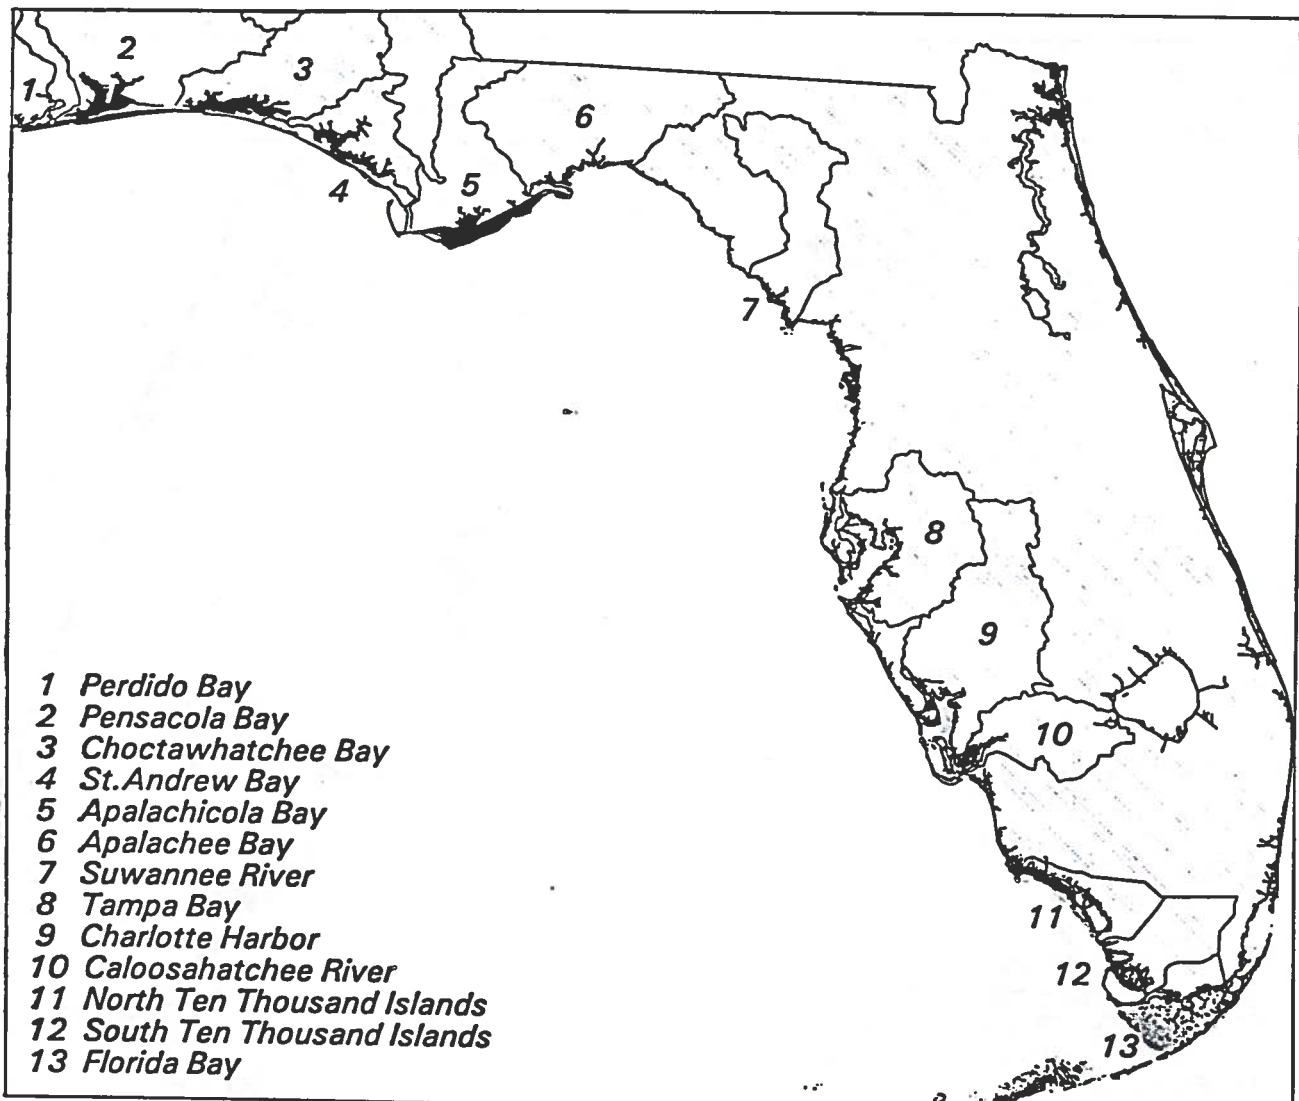 2
3
1
6
4
5
7
8
9
10
11
12
13
1 Perdido Bay
2 Pensacola Bay
3 Choctawhatchee Bay
4 St.Andrew Bay
5 Apalachicola Bay
6 Apalachee Bay
7 Suwannee River
8 Tampa Bay
9 Charlotte Harbor
10 Caloosahatchee River
11 North Ten Thousand Islands
12 South Ten Thousand Islands
13 Florida Bay